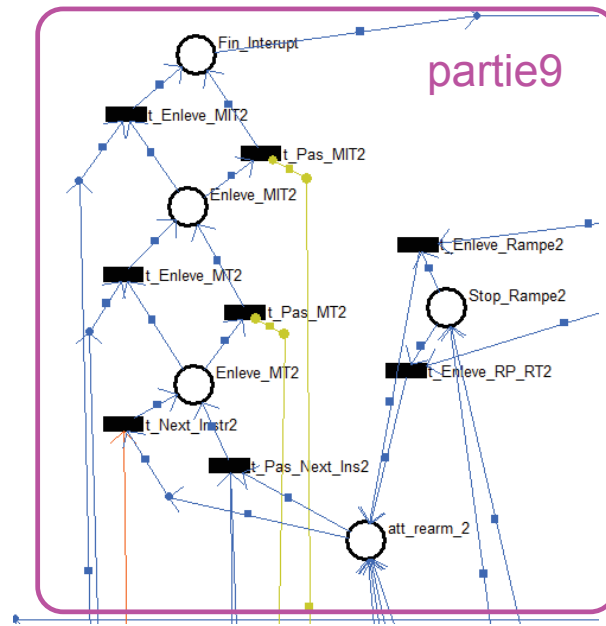 Fin_Interupt
partie9
t_Enleve_MIT2
t_Pas_MIT2
Enleve_MIT2
t_Enleve_Rampe2
t_Enleve_MT2
Stop_Rampe2
t_Pas_MT2
t_Enleve_RP_RT2
Enleve_MT2
t_Next_Instr2
t_Pas_Next_Ins2
att_rearm_2